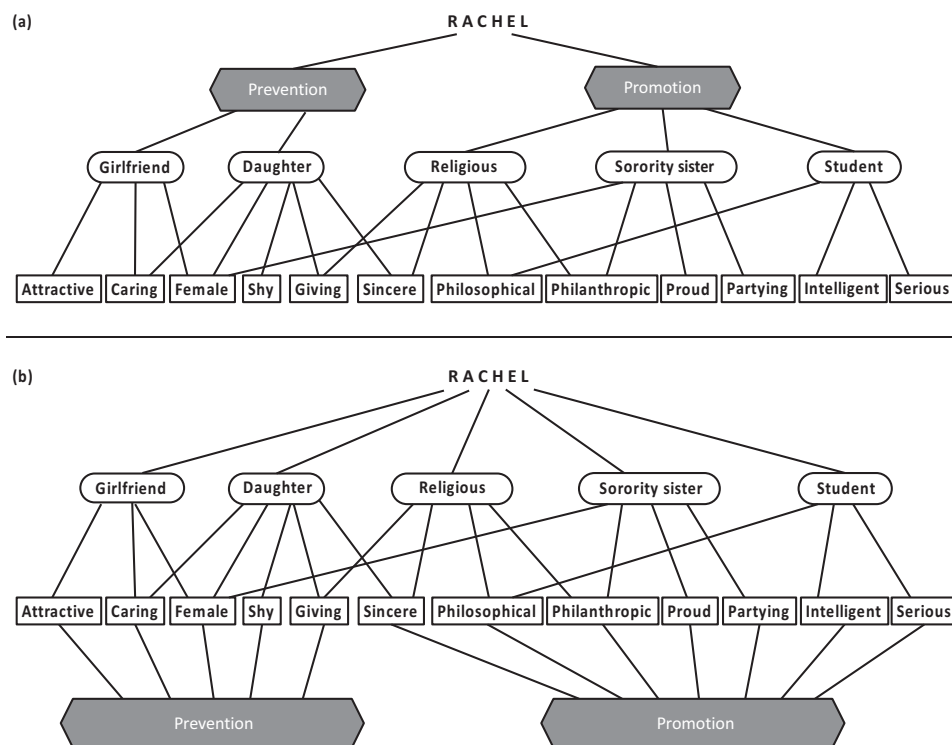 (a)
RACHEL
Prevention
Promotion
Girlfriend
Daughter
Religious
Sorority sister
Student
Attractive
Caring
Female
Shy
Giving
Sincere
Philosophical
Philanthropic
Proud
Partying
Intelligent
Serious
(b)
RACHEL
Girlfriend
Daughter
Religious
Sorority sister
Student
Attractive
Caring
Female
Shy
Giving
Sincere
Philosophical
Philanthropic
Proud
Partying
Intelligent
Serious
Prevention
Promotion